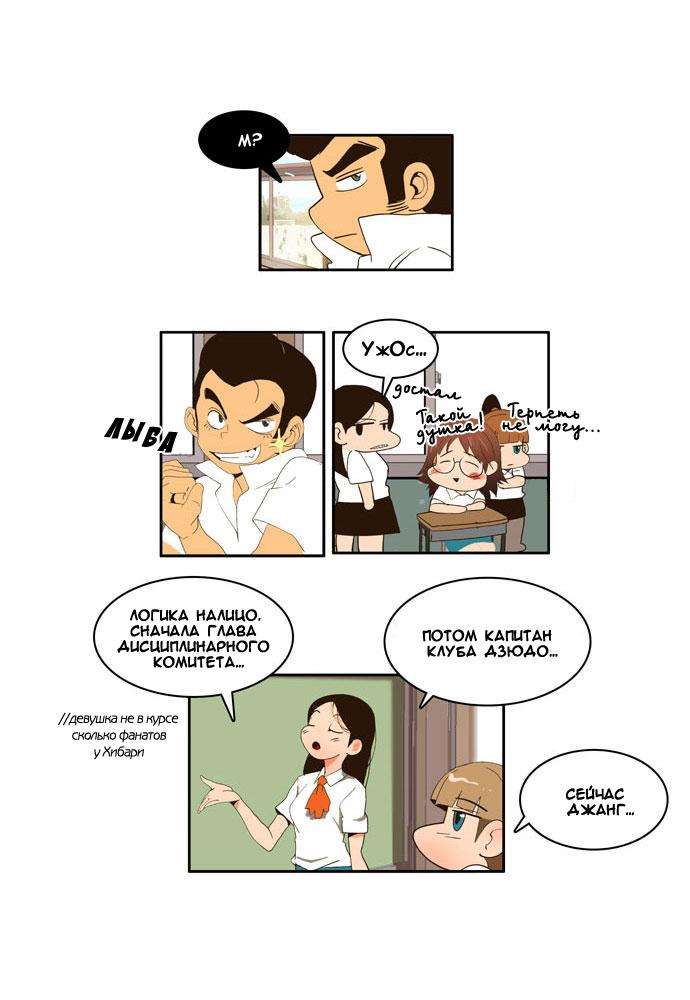 М?
ЛЫБА
УжОс...
достал
Такой
душка!
Терпеть
не могу...
ЛОГИКА НАЛИЦО.
СНАЧАЛА ГЛАВА
ДИСЦИПЛИНАРНОГО
КОМИТЕТА...
ПОТОМ КАПИТАН
КЛУБА ДЗЮДО...
//девушка не в курсе
сколько фанатов
у Хибари
СЕЙЧАС
ДЖАНГ...